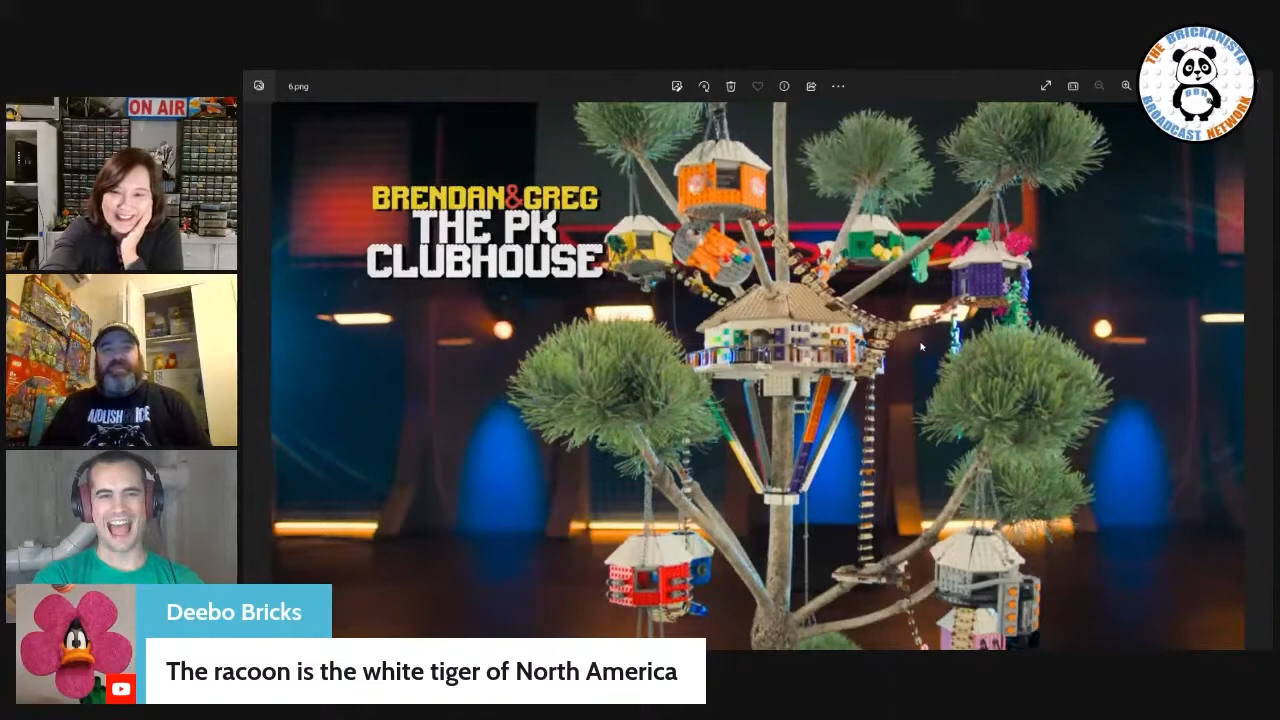 THE BRICKANISTA
BROADCAST NETWORK
6.png
ON AIR
BRENDAN&GREG
THE PK
CLUBHOUSE
Deebo Bricks
The racoon is the white tiger of North America